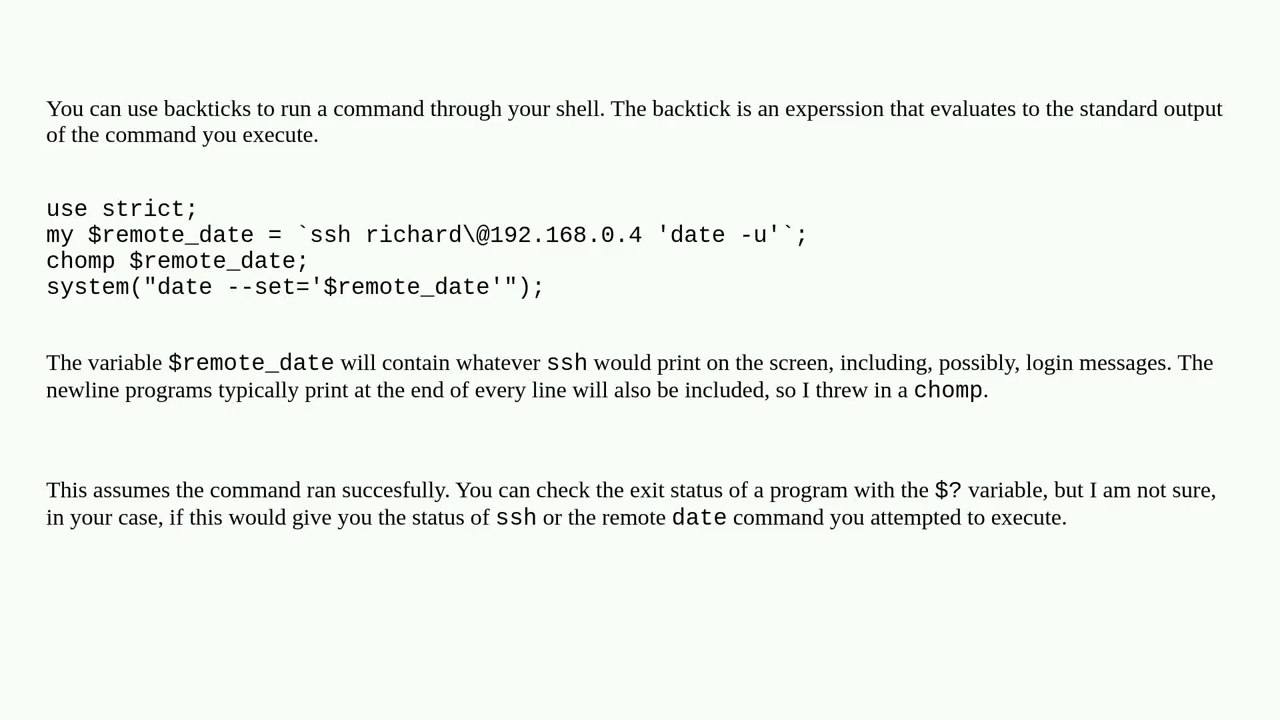 You can use backticks to run a command through your shell. The backtick is an experssion that evaluates to the standard output
of the command you execute.
use strict;
my $remote_date = `ssh richard\@192.168.0.4 'date -u'`;
chomp $remote_date;
system("date --set='$remote_date'");
The variable $remote_date will contain whatever ssh would print on the screen, including, possibly, login messages. The
newline programs typically print at the end of every line will also be included, so I threw in a chomp.
This assumes the command ran succesfully. You can check the exit status of a program with the $? variable, but I am not sure,
in your case, if this would give you the status of ssh or the remote date command you attempted to execute.